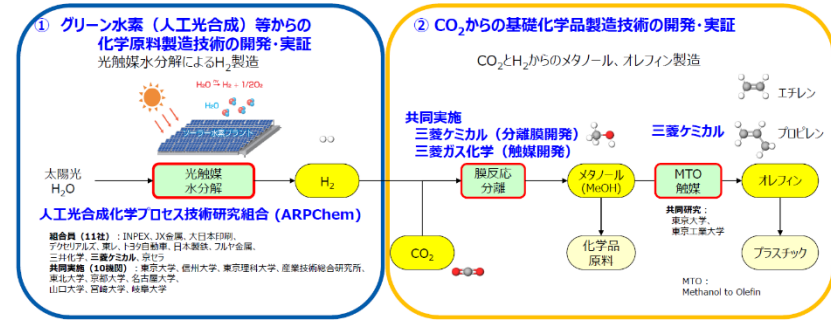 ① グリーン水素（人工光合成）等からの
化学原料製造技術の開発・実証
光触媒水分解によるH₂製造
H₂O → H₂ + 1/2O₂
H₂O
ソーラー水素プラント
太陽光
H₂O
光触媒
水分解
H₂
人工光合成化学プロセス技術研究組合 (ARPChem)
組合員（11社）：INPEX、JX金属、大日本印刷、
デクセリアルズ、東レ、トヨタ自動車、日本製鉄、フルヤ金属、
三井化学、三菱ケミカル、京セラ
共同実施（10機関）：東京大学、信州大学、東京理科大学、産業技術総合研究所、
東北大学、京都大学、名古屋大学、
山口大学、宮崎大学、岐阜大学
② CO₂からの基礎化学品製造技術の開発・実証
CO₂とH₂からのメタノール、オレフィン製造
共同実施
三菱ケミカル（分離膜開発）
三菱ガス化学（触媒開発）
三菱ケミカル
エチレン
プロピレン
膜反応
分離
メタノール
(MeOH)
MTO
触媒
オレフィン
共同研究：
東京大学、
東京工業大学
CO₂
化学品
原料
プラスチック
MTO：
Methanol to Olefin